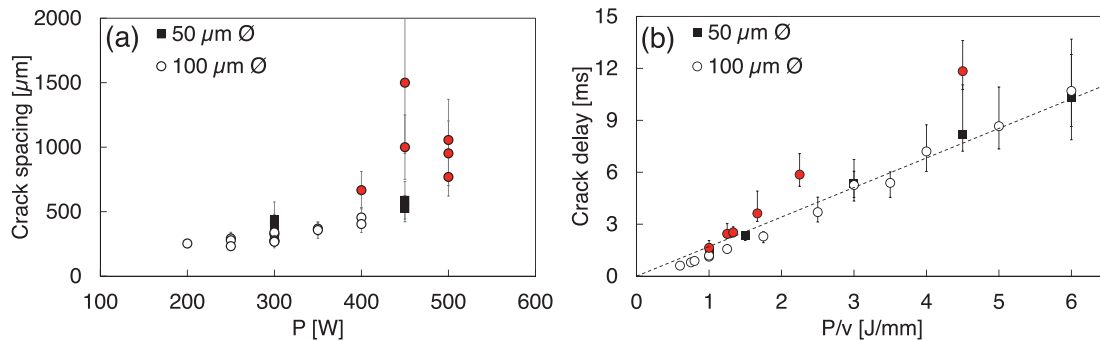 (a)
50 µm Ø
100 µm Ø
Crack spacing [µm]
2000
1500
1000
500
0
100 200 300 400 500 600
P [W]
(b)
50 µm Ø
100 µm Ø
Crack delay [ms]
15
12
9
6
3
0
0 1 2 3 4 5 6
P/v [J/mm]